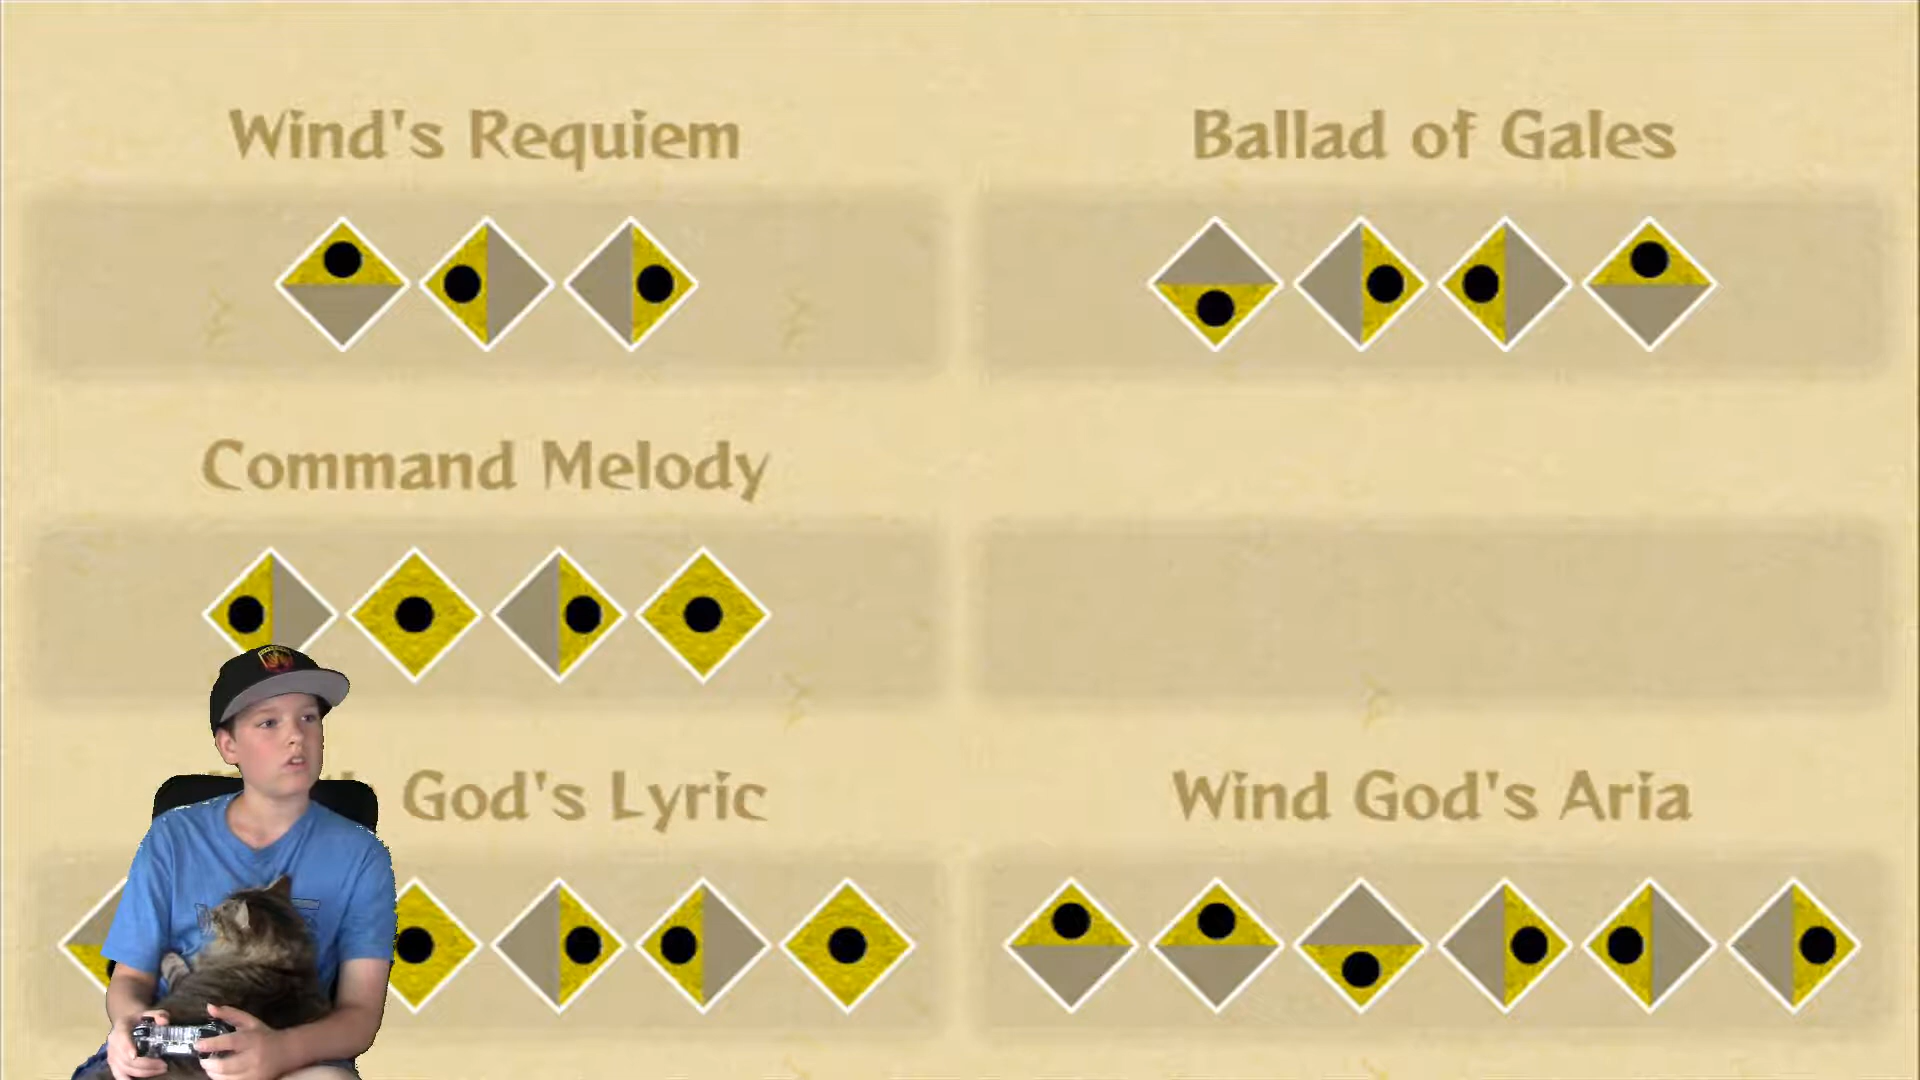 Wind's Requiem
Ballad of Gales
Command Melody
God's Lyric
Wind God's Aria